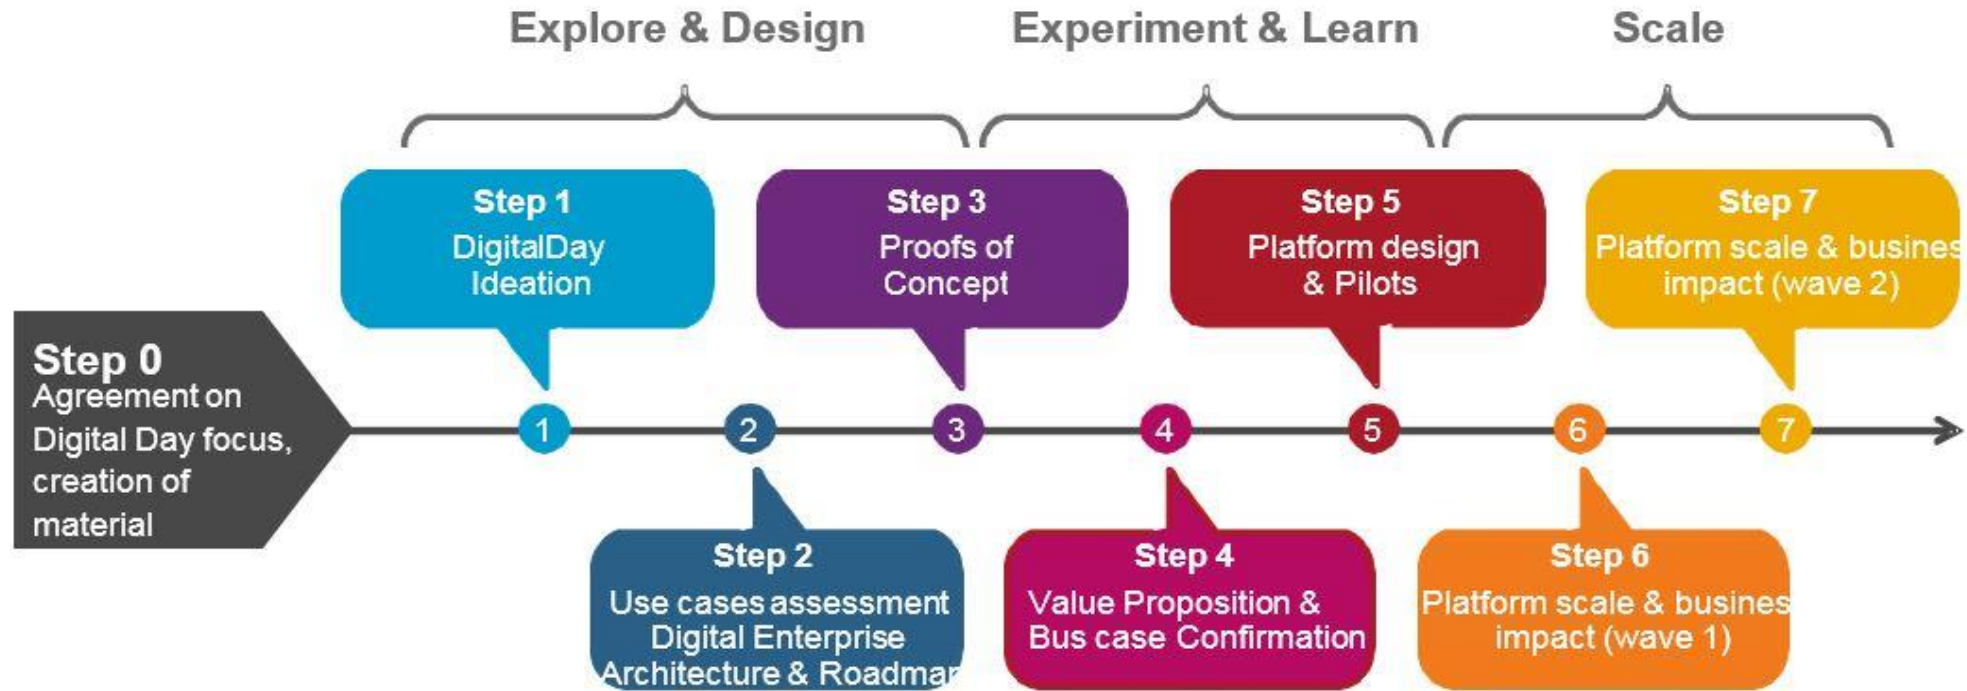 Explore & Design
Experiment & Learn
Scale
Step 1
DigitalDay
Ideation
Step 3
Proofs of
Concept
Step 5
Platform design
& Pilots
Step 7
Platform scale & busines
impact (wave 2)
Step 0
Agreement on
Digital Day focus,
creation of
material
1
2
3
4
5
6
7
Step 2
Use cases assessment
Digital Enterprise
Architecture & Roadmap
Step 4
Value Proposition &
Bus case Confirmation
Step 6
Platform scale & busines
impact (wave 1)